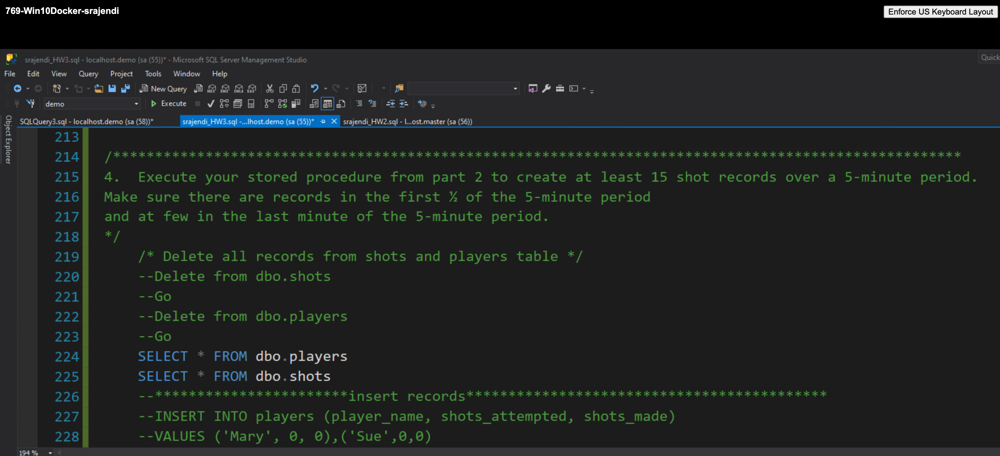 769-Win10Docker-srajendi
Enforce US Keyboard Layout
srajendi_HW3.sql - localhost.demo (sa (55))* - Microsoft SQL Server Management Studio
Quick
File Edit View Query Project Tools Window Help
New Query MDX DMX XMLA DAX
demo Execute
Object Explorer
SQLQuery3.sql - localhost.demo (sa (58))* srajendi_HW3.sql -...lhost.demo (sa (55))* srajendi_HW2.sql - l...ost.master (sa (56))
213
214 /*****************************************************************************************************
215 4.  Execute your stored procedure from part 2 to create at least 15 shot records over a 5-minute period.
216 Make sure there are records in the first ½ of the 5-minute period
217 and at few in the last minute of the 5-minute period.
218 */
219 /* Delete all records from shots and players table */
220 --Delete from dbo.shots
221 --Go
222 --Delete from dbo.players
223 --Go
224 SELECT * FROM dbo.players
225 SELECT * FROM dbo.shots
226 --***********************insert records*******************************************
227 --INSERT INTO players (player_name, shots_attempted, shots_made)
228 --VALUES ('Mary', 0, 0),('Sue',0,0)
194 %